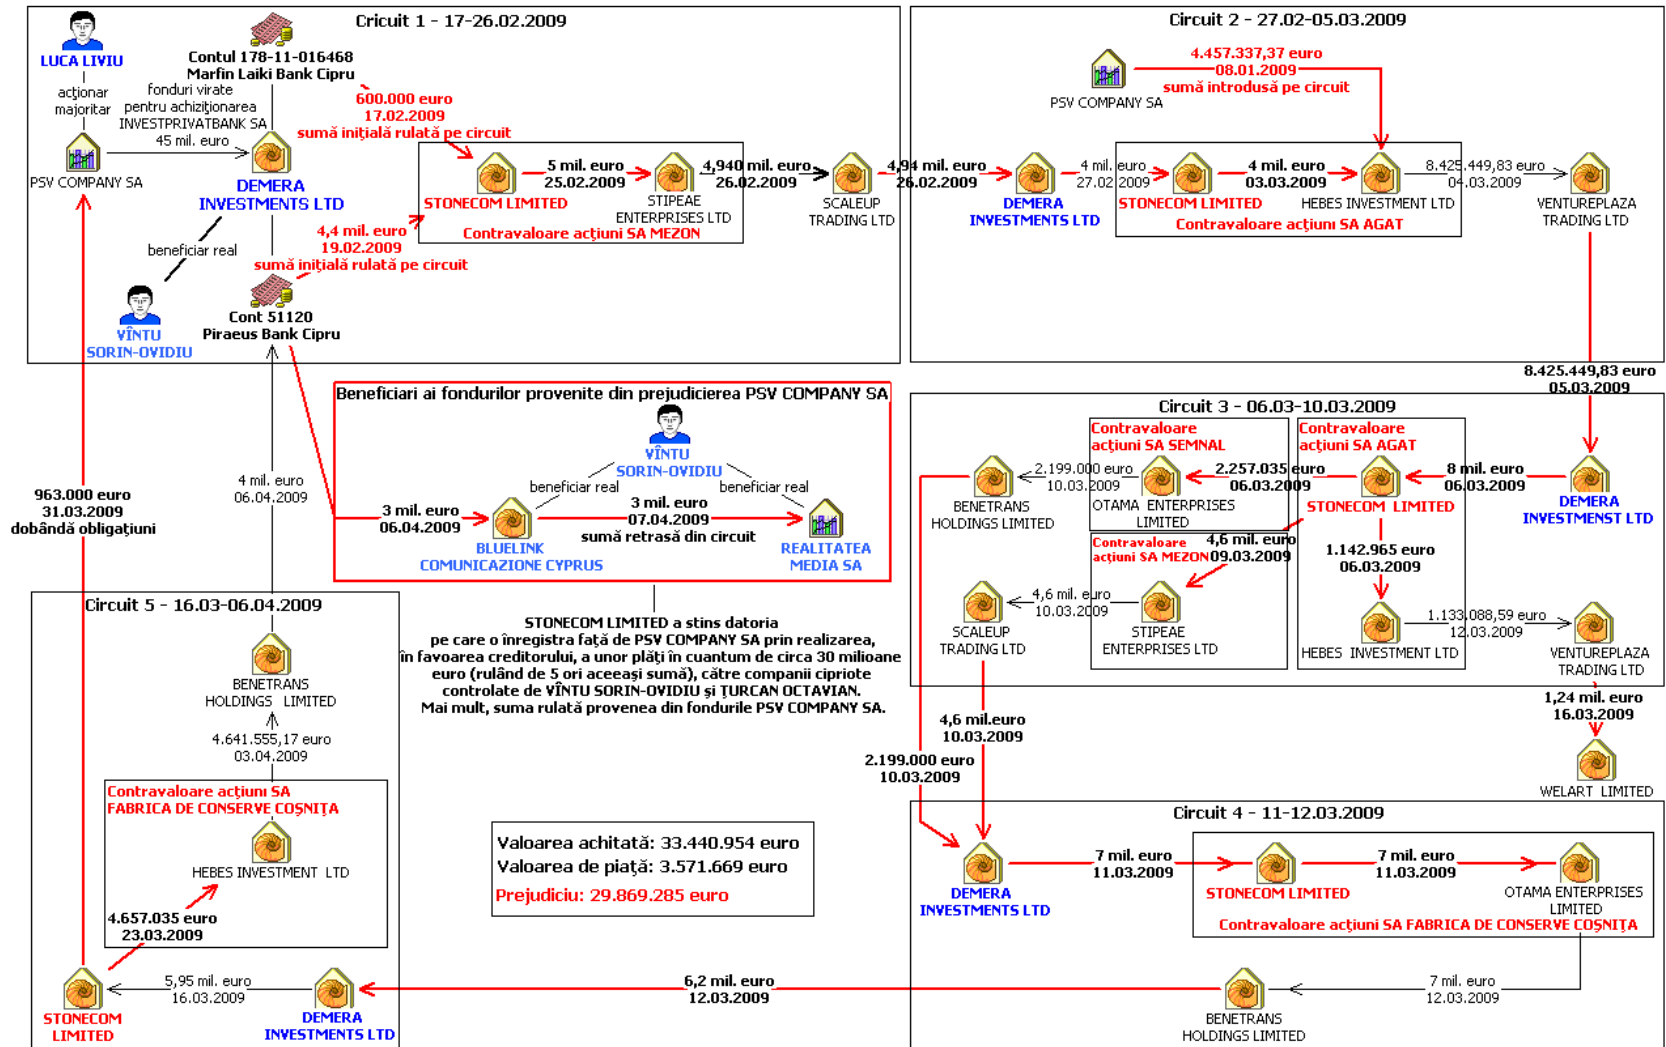 Cricuit 1 - 17-26.02.2009
LUCA LIVIU
acţionar
majoritar
Contul 178-11-016468
Marfin Laiki Bank Cipru
fonduri virate
pentru achiziţionarea
INVESTPRIVATBANK SA
45 mil. euro
PSV COMPANY SA
DEMERA
INVESTMENTS LTD
beneficiar real
VÎNTU
SORIN-OVIDIU
Cont 51120
Piraeus Bank Cipru
600.000 euro
17.02.2009
sumă iniţială rulată pe circuit
4,4 mil. euro
19.02.2009
sumă iniţială rulată pe circuit
STONECOM LIMITED
5 mil. euro
25.02.2009
STIPEAE
ENTERPRISES LTD
Contravaloare acţiuni SA MEZON
4,940 mil. euro
26.02.2009
SCALEUP
TRADING LTD
4,94 mil. euro
26.02.2009
Circuit 2 - 27.02-05.03.2009
PSV COMPANY SA
4.457.337,37 euro
08.01.2009
sumă introdusă pe circuit
DEMERA
INVESTMENTS LTD
4 mil. euro
27.02.2009
STONECOM LIMITED
4 mil. euro
03.03.2009
HEBES INVESTMENT LTD
Contravaloare acţiuni SA AGAT
8.425.449,83 euro
04.03.2009
VENTUREPLAZA
TRADING LTD
8.425.449,83 euro
05.03.2009
Circuit 3 - 06.03-10.03.2009
Contravaloare
acţiuni SA SEMNAL
Contravaloare
acţiuni SA AGAT
BENETRANS
HOLDINGS LIMITED
2.199.000 euro
10.03.2009
OTAMA ENTERPRISES
LIMITED
2.257.035 euro
06.03.2009
STONECOM LIMITED
8 mil. euro
06.03.2009
DEMERA
INVESTMENST LTD
Contravaloare
acţiuni SA MEZON
4,6 mil. euro
09.03.2009
1.142.965 euro
06.03.2009
SCALEUP
TRADING LTD
4,6 mil. euro
10.03.2009
STIPEAE
ENTERPRISES LTD
HEBES INVESTMENT LTD
1.133.088,59 euro
12.03.2009
VENTUREPLAZA
TRADING LTD
1,24 mil. euro
16.03.2009
WELART LIMITED
4,6 mil.euro
10.03.2009
2.199.000 euro
10.03.2009
Beneficiari ai fondurilor provenite din prejudicierea PSV COMPANY SA
VÎNTU
SORIN-OVIDIU
beneficiar real
beneficiar real
3 mil. euro
06.04.2009
BLUELINK
COMUNICAZIONE CYPRUS
3 mil. euro
07.04.2009
sumă retrasă din circuit
REALITATEA
MEDIA SA
STONECOM LIMITED a stins datoria
pe care o înregistra faţă de PSV COMPANY SA prin realizarea,
în favoarea creditorului, a unor plăţi în cuantum de circa 30 milioane
euro (rulând de 5 ori aceeaşi sumă), către companii cipriote
controlate de VÎNTU SORIN-OVIDIU şi ŢURCAN OCTAVIAN.
Mai mult, suma rulată provenea din fondurile PSV COMPANY SA.
4 mil. euro
06.04.2009
963.000 euro
31.03.2009
dobândă obligaţiuni
Circuit 5 - 16.03-06.04.2009
BENETRANS
HOLDINGS LIMITED
4.641.555,17 euro
03.04.2009
Contravaloare acţiuni SA
FABRICA DE CONSERVE COŞNIŢA
HEBES INVESTMENT LTD
4.657.035 euro
23.03.2009
STONECOM
LIMITED
5,95 mil. euro
16.03.2009
DEMERA
INVESTMENTS LTD
Valoarea achitată: 33.440.954 euro
Valoarea de piaţă: 3.571.669 euro
Prejudiciu: 29.869.285 euro
6,2 mil. euro
12.03.2009
Circuit 4 - 11-12.03.2009
DEMERA
INVESTMENTS LTD
7 mil. euro
11.03.2009
STONECOM LIMITED
7 mil. euro
11.03.2009
OTAMA ENTERPRISES
LIMITED
Contravaloare acţiuni SA FABRICA DE CONSERVE COŞNIŢA
BENETRANS
HOLDINGS LIMITED
7 mil. euro
12.03.2009